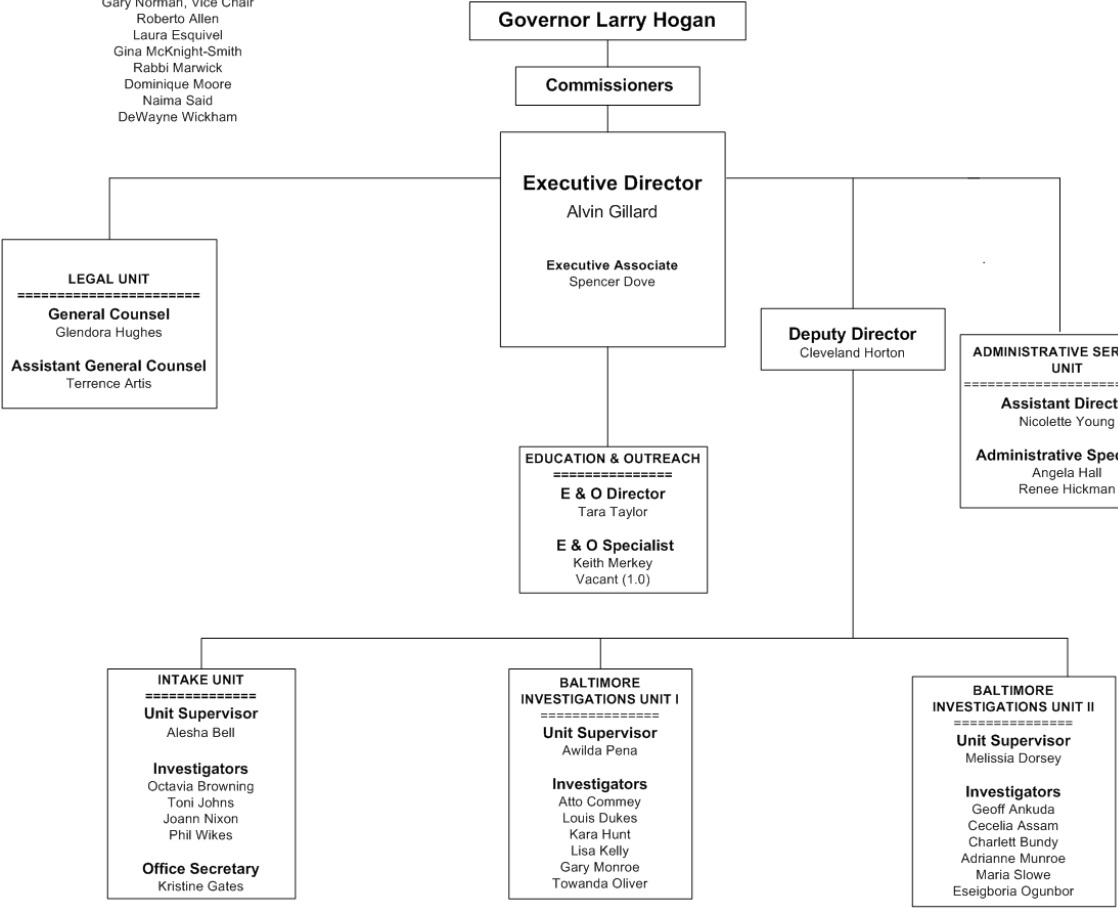 Gary Norman, Vice Chair
Roberto Allen
Laura Esquivel
Gina McKnight-Smith
Rabbi Marwick
Dominique Moore
Naima Said
DeWayne Wickham
Governor Larry Hogan
Commissioners
Executive Director
Alvin Gillard
Executive Associate
Spencer Dove
LEGAL UNIT
=======================
General Counsel
Glendora Hughes
Assistant General Counsel
Terrence Artis
Deputy Director
Cleveland Horton
ADMINISTRATIVE SER
UNIT
====================
Assistant Direct
Nicolette Young
Administrative Spe
Angela Hall
Renee Hickman
EDUCATION & OUTREACH
===============
E & O Director
Tara Taylor
E & O Specialist
Keith Merkey
Vacant (1.0)
INTAKE UNIT
==============
Unit Supervisor
Alesha Bell
Investigators
Octavia Browning
Toni Johns
Joann Nixon
Phil Wikes
Office Secretary
Kristine Gates
BALTIMORE
INVESTIGATIONS UNIT I
===============
Unit Supervisor
Awilda Pena
Investigators
Atto Commey
Louis Dukes
Kara Hunt
Lisa Kelly
Gary Monroe
Towanda Oliver
BALTIMORE
INVESTIGATIONS UNIT II
===============
Unit Supervisor
Melissia Dorsey
Investigators
Geoff Ankuda
Cecelia Assam
Charlett Bundy
Adrianne Munroe
Maria Slowe
Eseigboria Ogunbor